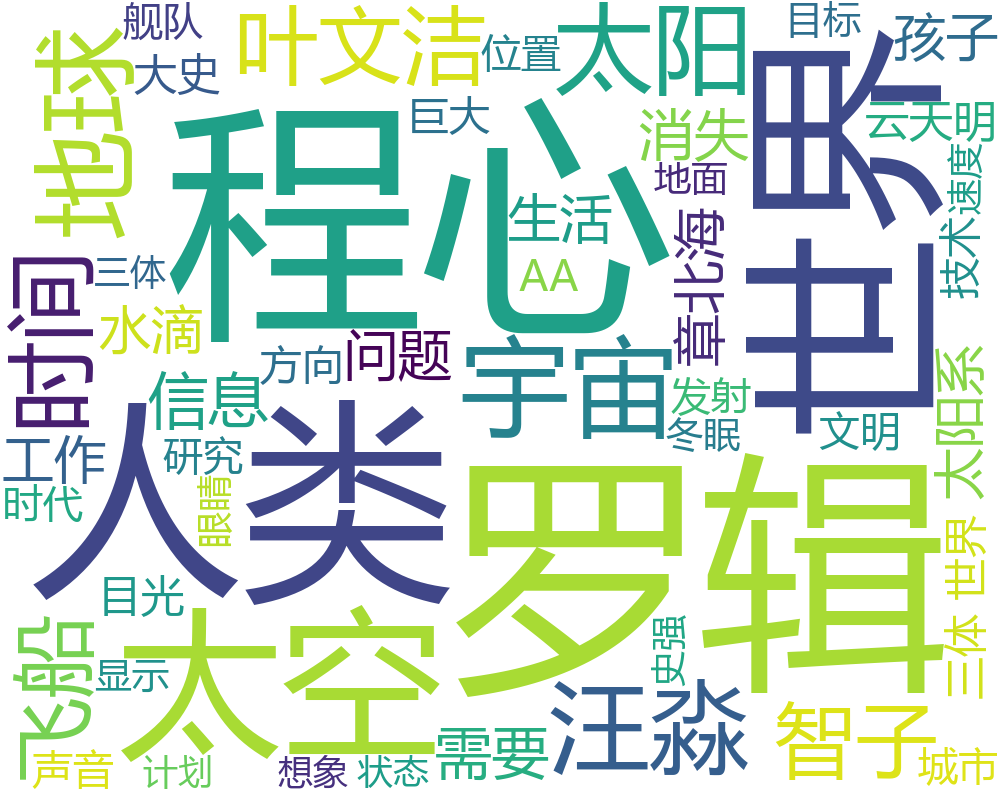 舰队
叶文洁
位置
太阳
目标
孩子
地球
大史
巨大
消失
世界
云天明
程心
地面
速度
生活
章北海
技术
三体
AA
时间
水滴
方向
问题
宇宙
发射
太阳系
信息
冬眠
文明
工作
研究
人类
时代
眼睛
罗辑
世界
目光
太空
史强
三体
飞船
显示
汪淼
智子
需要
声音
计划
想象
状态
城市